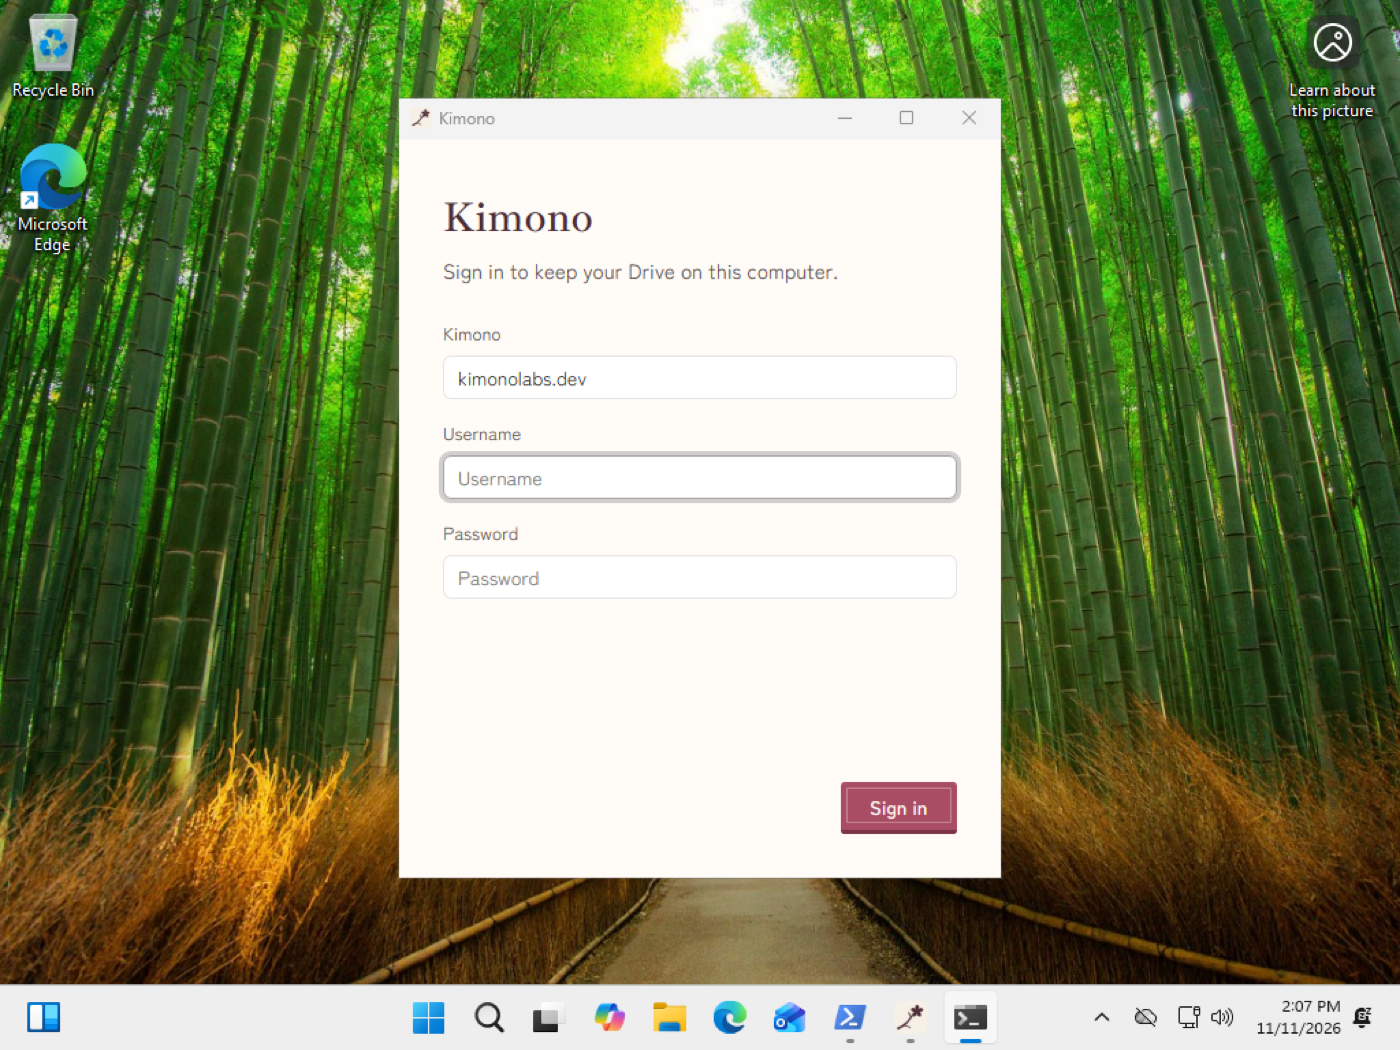 Recycle Bin
Microsoft
Edge
Learn about
this picture
Kimono
Kimono
Sign in to keep your Drive on this computer.
Kimono
kimonolabs.dev
Username
Username
Password
Password
Sign in
2:07 PM
11/11/2026